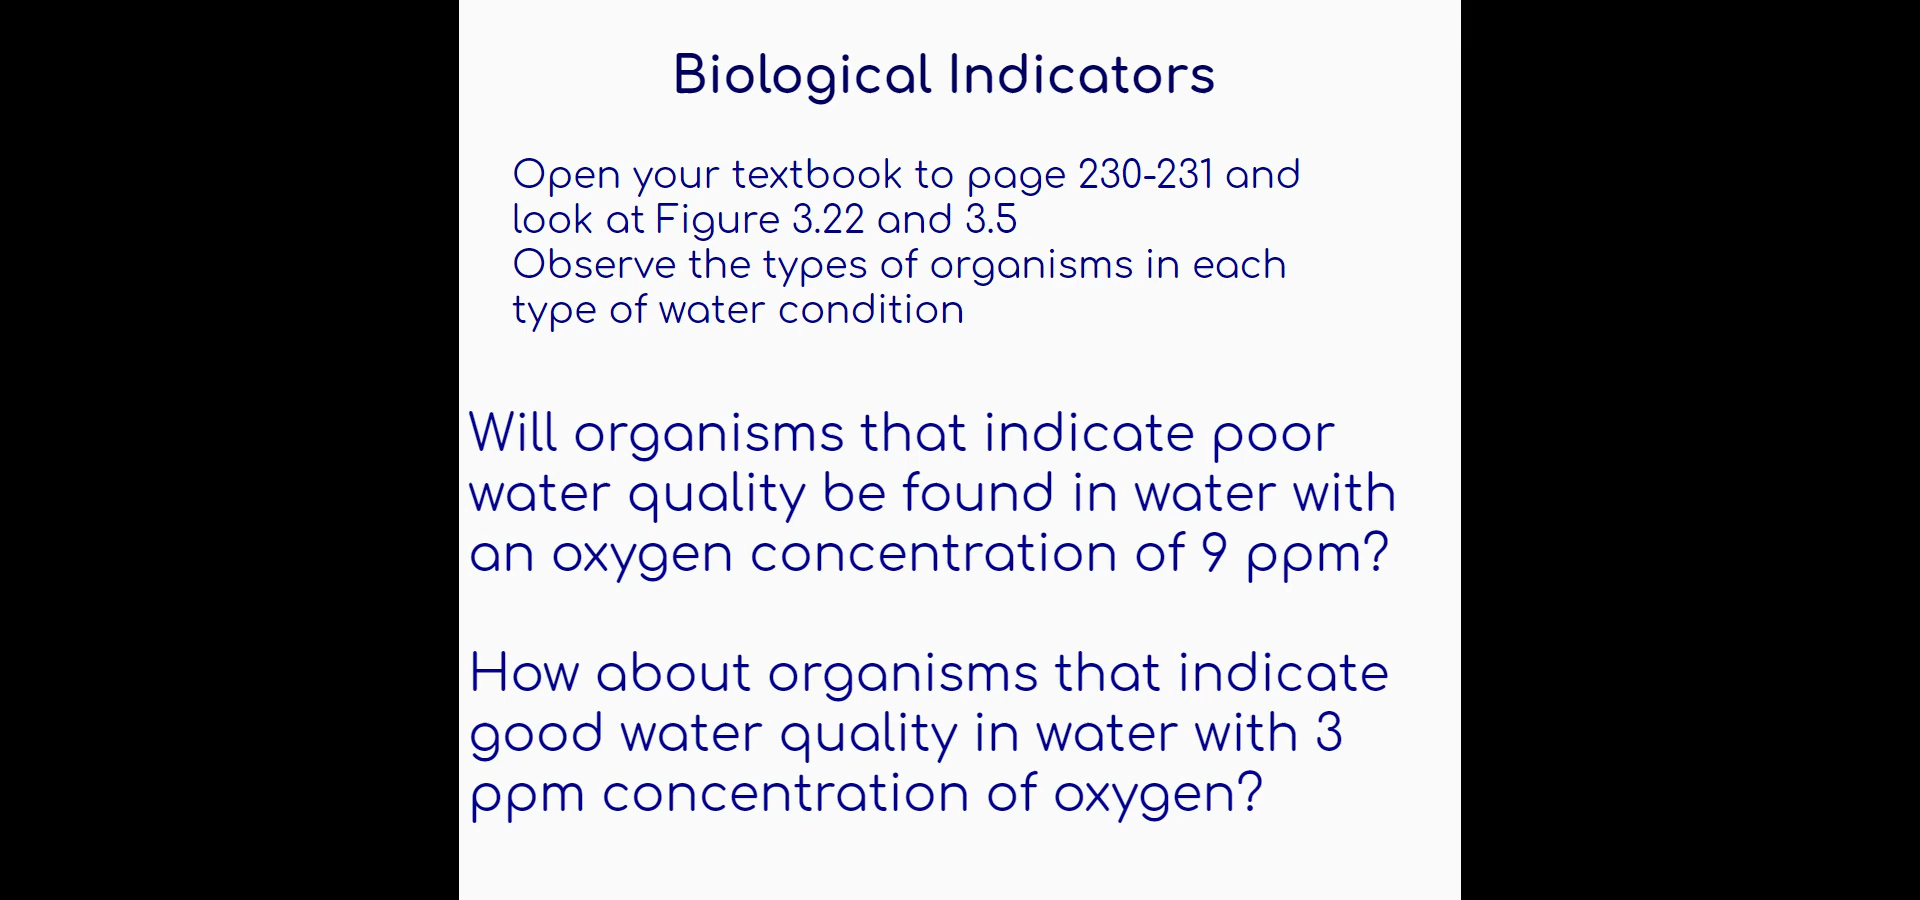 Biological Indicators
Open your textbook to page 230-231 and
look at Figure 3.22 and 3.5
Observe the types of organisms in each
type of water condition
Will organisms that indicate poor
water quality be found in water with
an oxygen concentration of 9 ppm?
How about organisms that indicate
good water quality in water with 3
ppm concentration of oxygen?